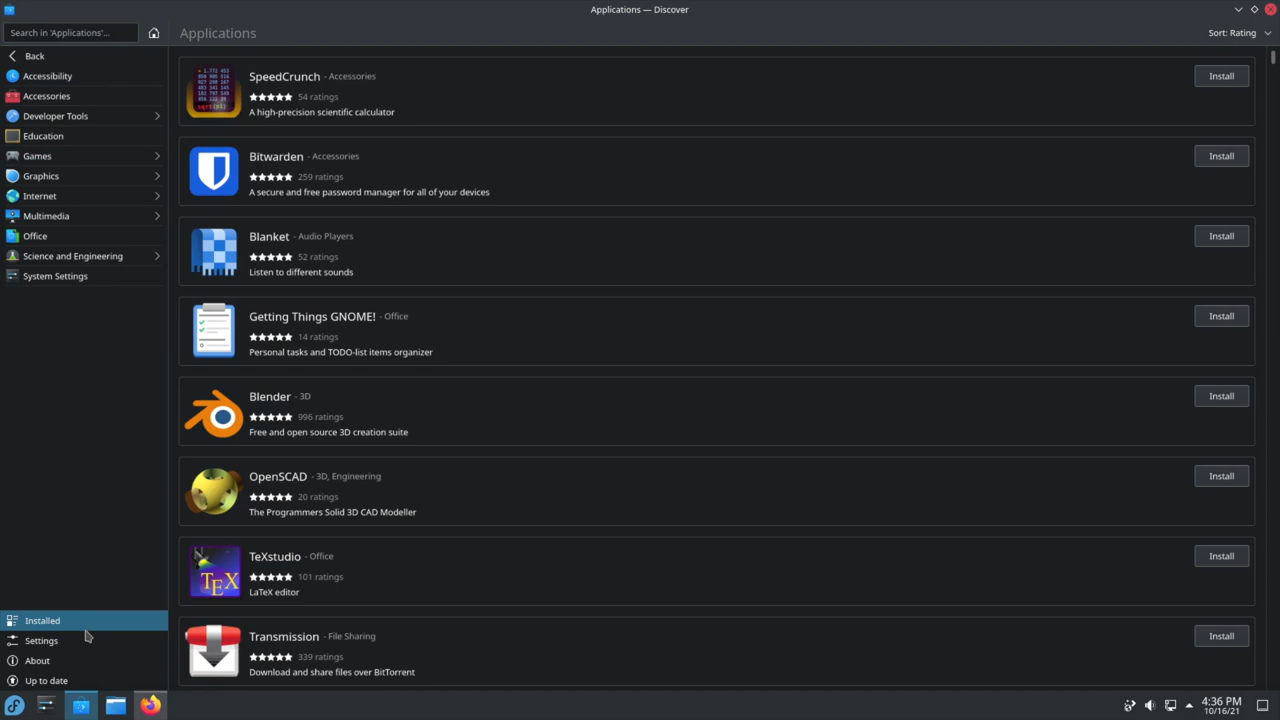 Applications — Discover
Search in 'Applications'...
Applications
Sort: Rating
Back
Accessibility
Accessories
Developer Tools
Education
Games
Graphics
Internet
Multimedia
Office
Science and Engineering
System Settings
SpeedCrunch - Accessories
54 ratings
A high-precision scientific calculator
Install
Bitwarden - Accessories
259 ratings
A secure and free password manager for all of your devices
Install
Blanket - Audio Players
52 ratings
Listen to different sounds
Install
Getting Things GNOME! - Office
14 ratings
Personal tasks and TODO-list items organizer
Install
Blender - 3D
996 ratings
Free and open source 3D creation suite
Install
OpenSCAD - 3D, Engineering
20 ratings
The Programmers Solid 3D CAD Modeller
Install
TEX
TeXstudio - Office
101 ratings
LaTeX editor
Install
Transmission - File Sharing
339 ratings
Download and share files over BitTorrent
Install
Installed
Settings
About
Up to date
4:36 PM
10/16/21